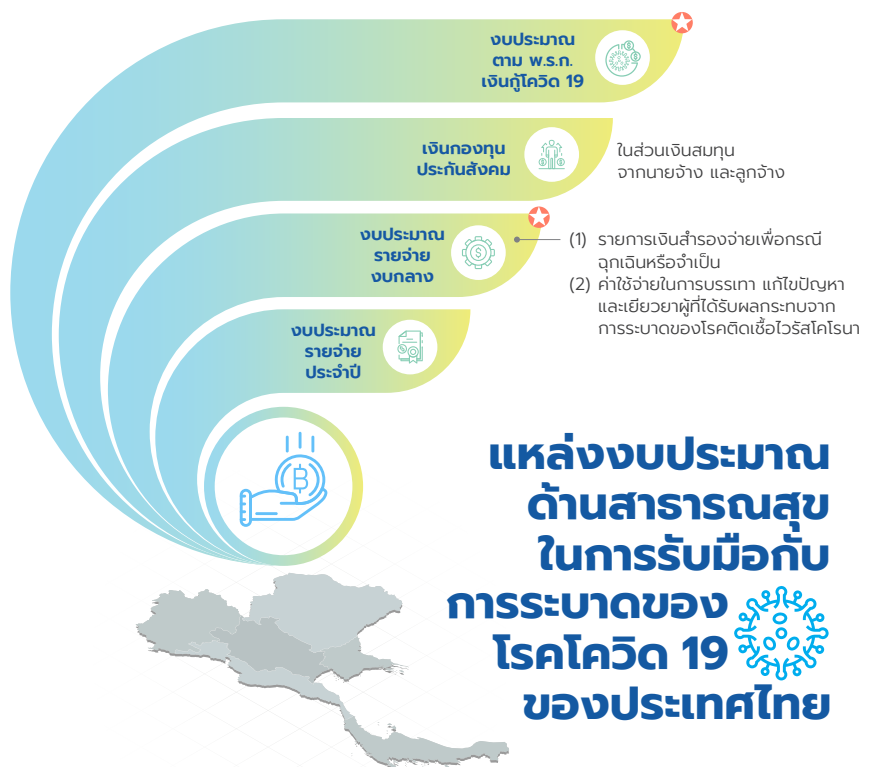 งบประมาณ
ตาม พ.ร.ก.
เงินกู้โควิด 19
เงินกองทุน
ประกันสังคม
ในส่วนเงินสมทุน
จากนายจ้าง และลูกจ้าง
งบประมาณ
รายจ่าย
งบกลาง
(1) รายการเงินสำรองจ่ายเพื่อกรณี
ฉุกเฉินหรือจำเป็น
(2) ค่าใช้จ่ายในการบรรเทา แก้ไขปัญหา
และเยียวยาผู้ที่ได้รับผลกระทบจาก
การระบาดของโรคติดเชื้อไวรัสโคโรนา
งบประมาณ
รายจ่าย
ประจำปี
แหล่งงบประมาณ
ด้านสาธารณสุข
ในการรับมือกับ
การระบาดของ
โรคโควิด 19
ของประเทศไทย